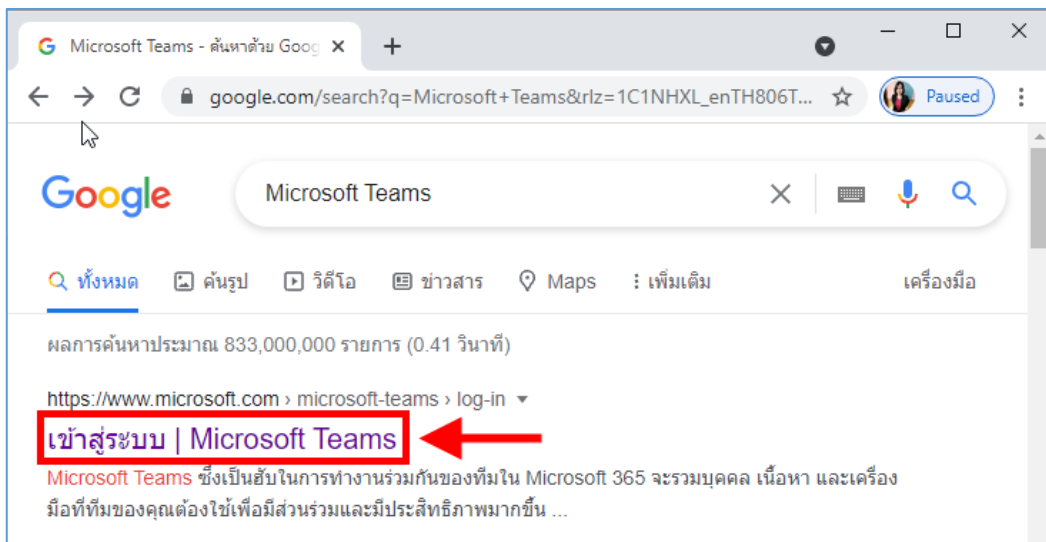 Microsoft Teams - ค้นหาด้วย Goog
google.com/search?q=Microsoft+Teams&rlz=1C1NHXL_enTH806T... Paused
Google Microsoft Teams
ทั้งหมด ค้นรูป วิดีโอ ข่าวสาร Maps เพิ่มเติม เครื่องมือ
ผลการค้นหาประมาณ 833,000,000 รายการ (0.41 วินาที)
https://www.microsoft.com › microsoft-teams › log-in
เข้าสู่ระบบ | Microsoft Teams
Microsoft Teams ซึ่งเป็นฮับในการทำงานร่วมกันของทีมใน Microsoft 365 จะรวมบุคคล เนื้อหา และเครื่อง
มือที่ทีมของคุณต้องใช้เพื่อมีส่วนร่วมและมีประสิทธิภาพมากขึ้น ...